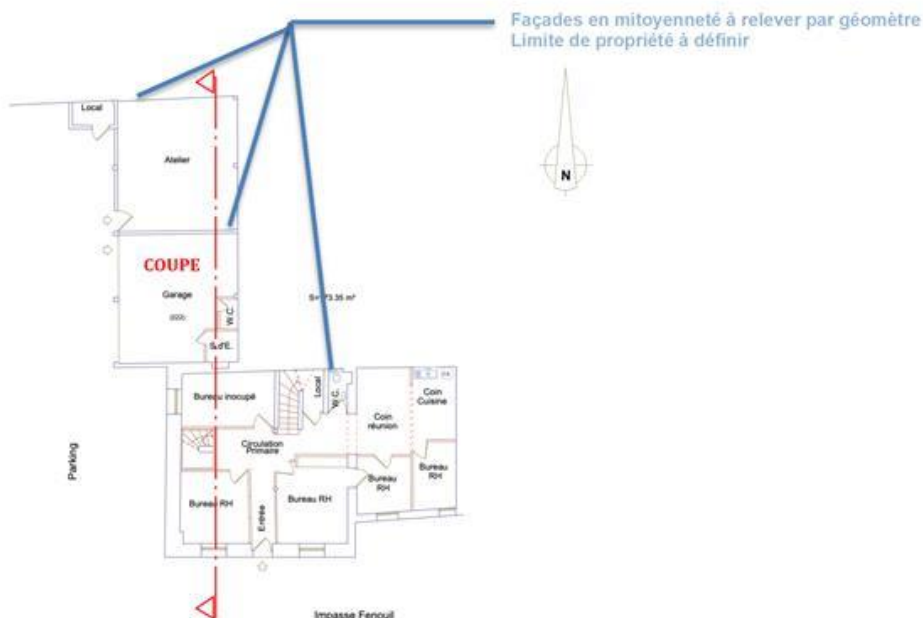 Façades en mitoyenneté à relever par géomètre
Limite de propriété à définir
Local
Atelier
N
COUPE
Garage
W.C.
S.d'E.
Bureau inocupé
Local
W.C.
Coin
réunion
Coin
Cuisine
Circulation
Primaire
Parking
Bureau RH
Entrée
Bureau RH
Bureau
RH
Bureau
RH
Impasse Fenouil